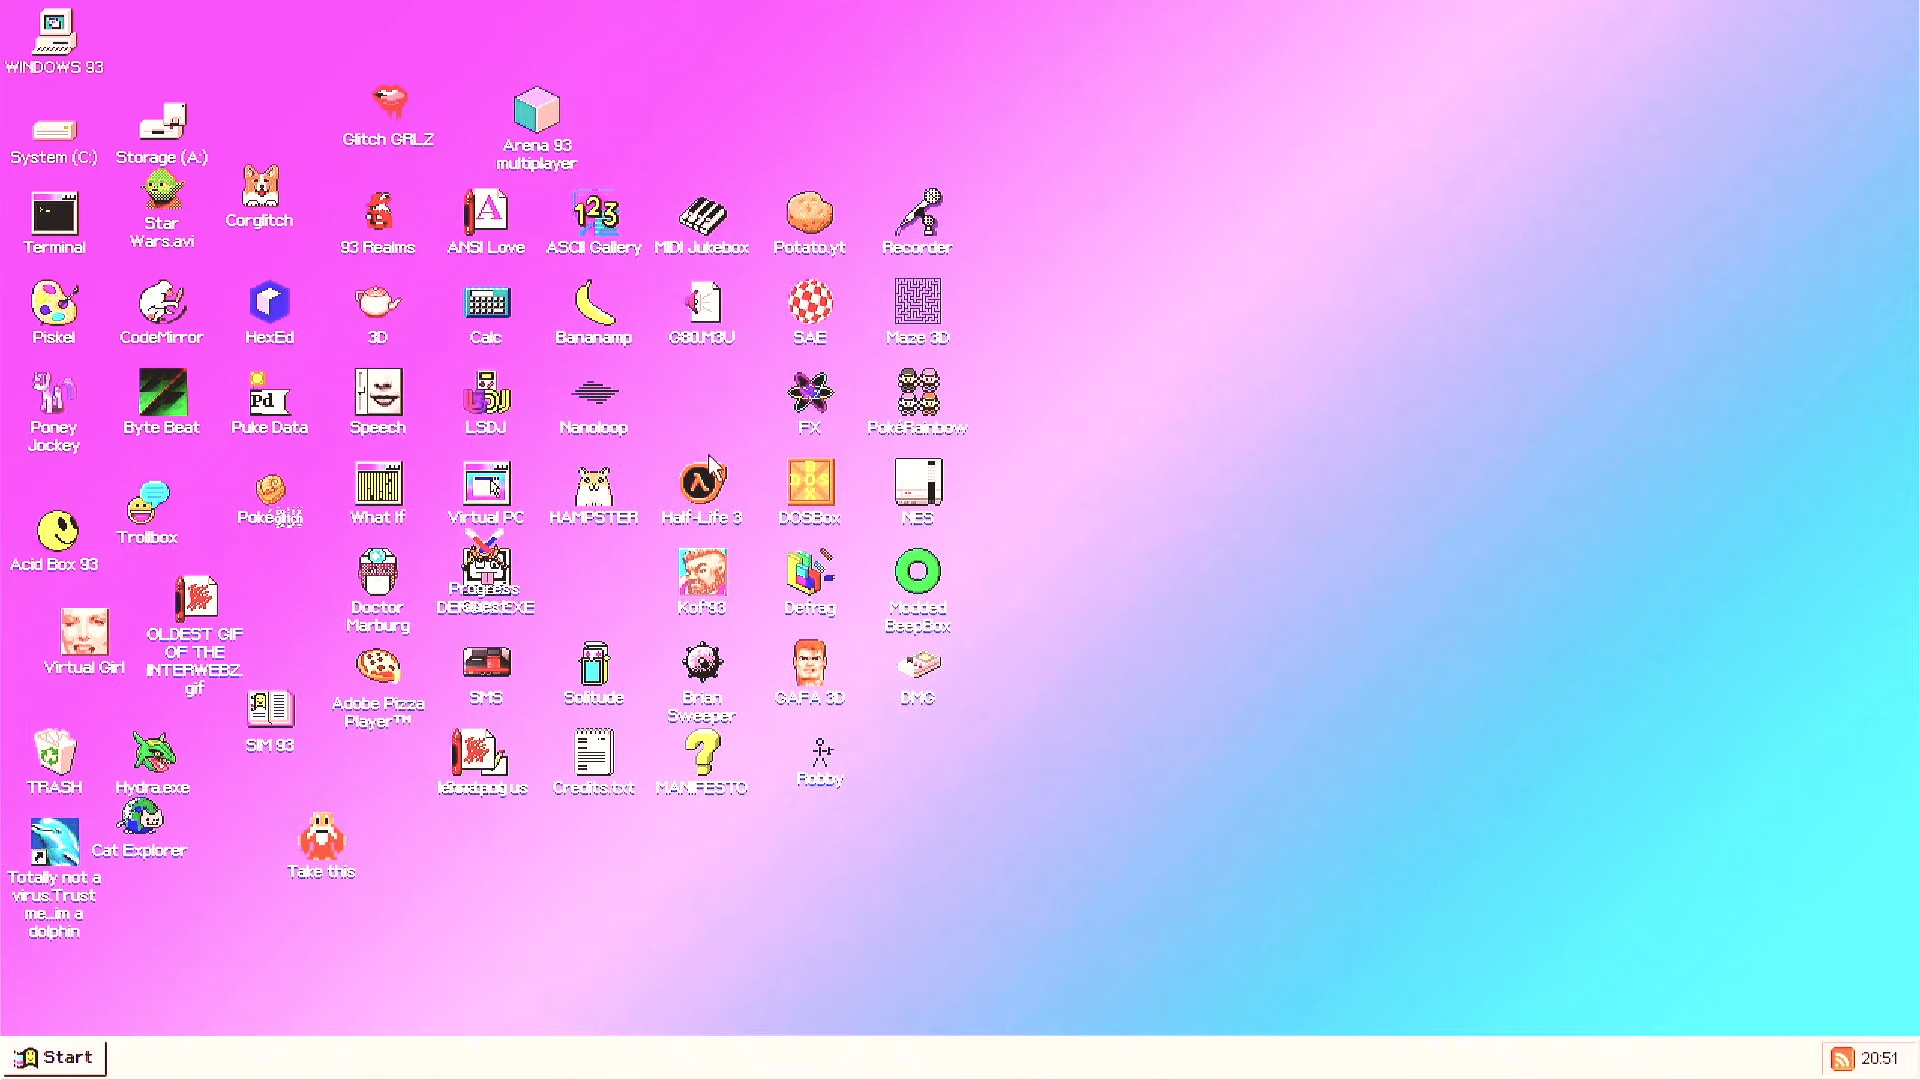 WINDOWS 93
Glitch GRLZ
Arena 93
multiplayer
System (C:)
Storage (A:)
Corglitch
Star
Wars.avi
Terminal
93 Realms
ANSI Love
ASCII Gallery
MIDI Jukebox
Potato.yt
Recorder
Piskel
CodeMirror
HexEd
3D
Calc
Bananamp
G80.M3U
SAE
Maze 3D
Poney
Jockey
Byte Beat
Puke Data
Pd
Speech
LSDJ
Nanoloop
FX
PokéRainbow
Acid Box 93
Trollbox
What If
Virtual PC
HAMPSTER
Half-Life 3
DOSBox
NES
Doctor
Marburg
Progress
Kof'93
Defrag
Modded
BeepBox
Virtual Girl
OLDEST GIF
OF THE
INTERWEBZ.
gif
SIM 93
Adobe Pizza
Player™
SMS
Solitude
Brian
Sweeper
GAFA 3D
DMG
TRASH
Hydra.exe
Credits.txt
MANIFESTO
Robby
Cat Explorer
Take this
Totally not a
virus.Trust
me...im a
dolphin
Start
20:51